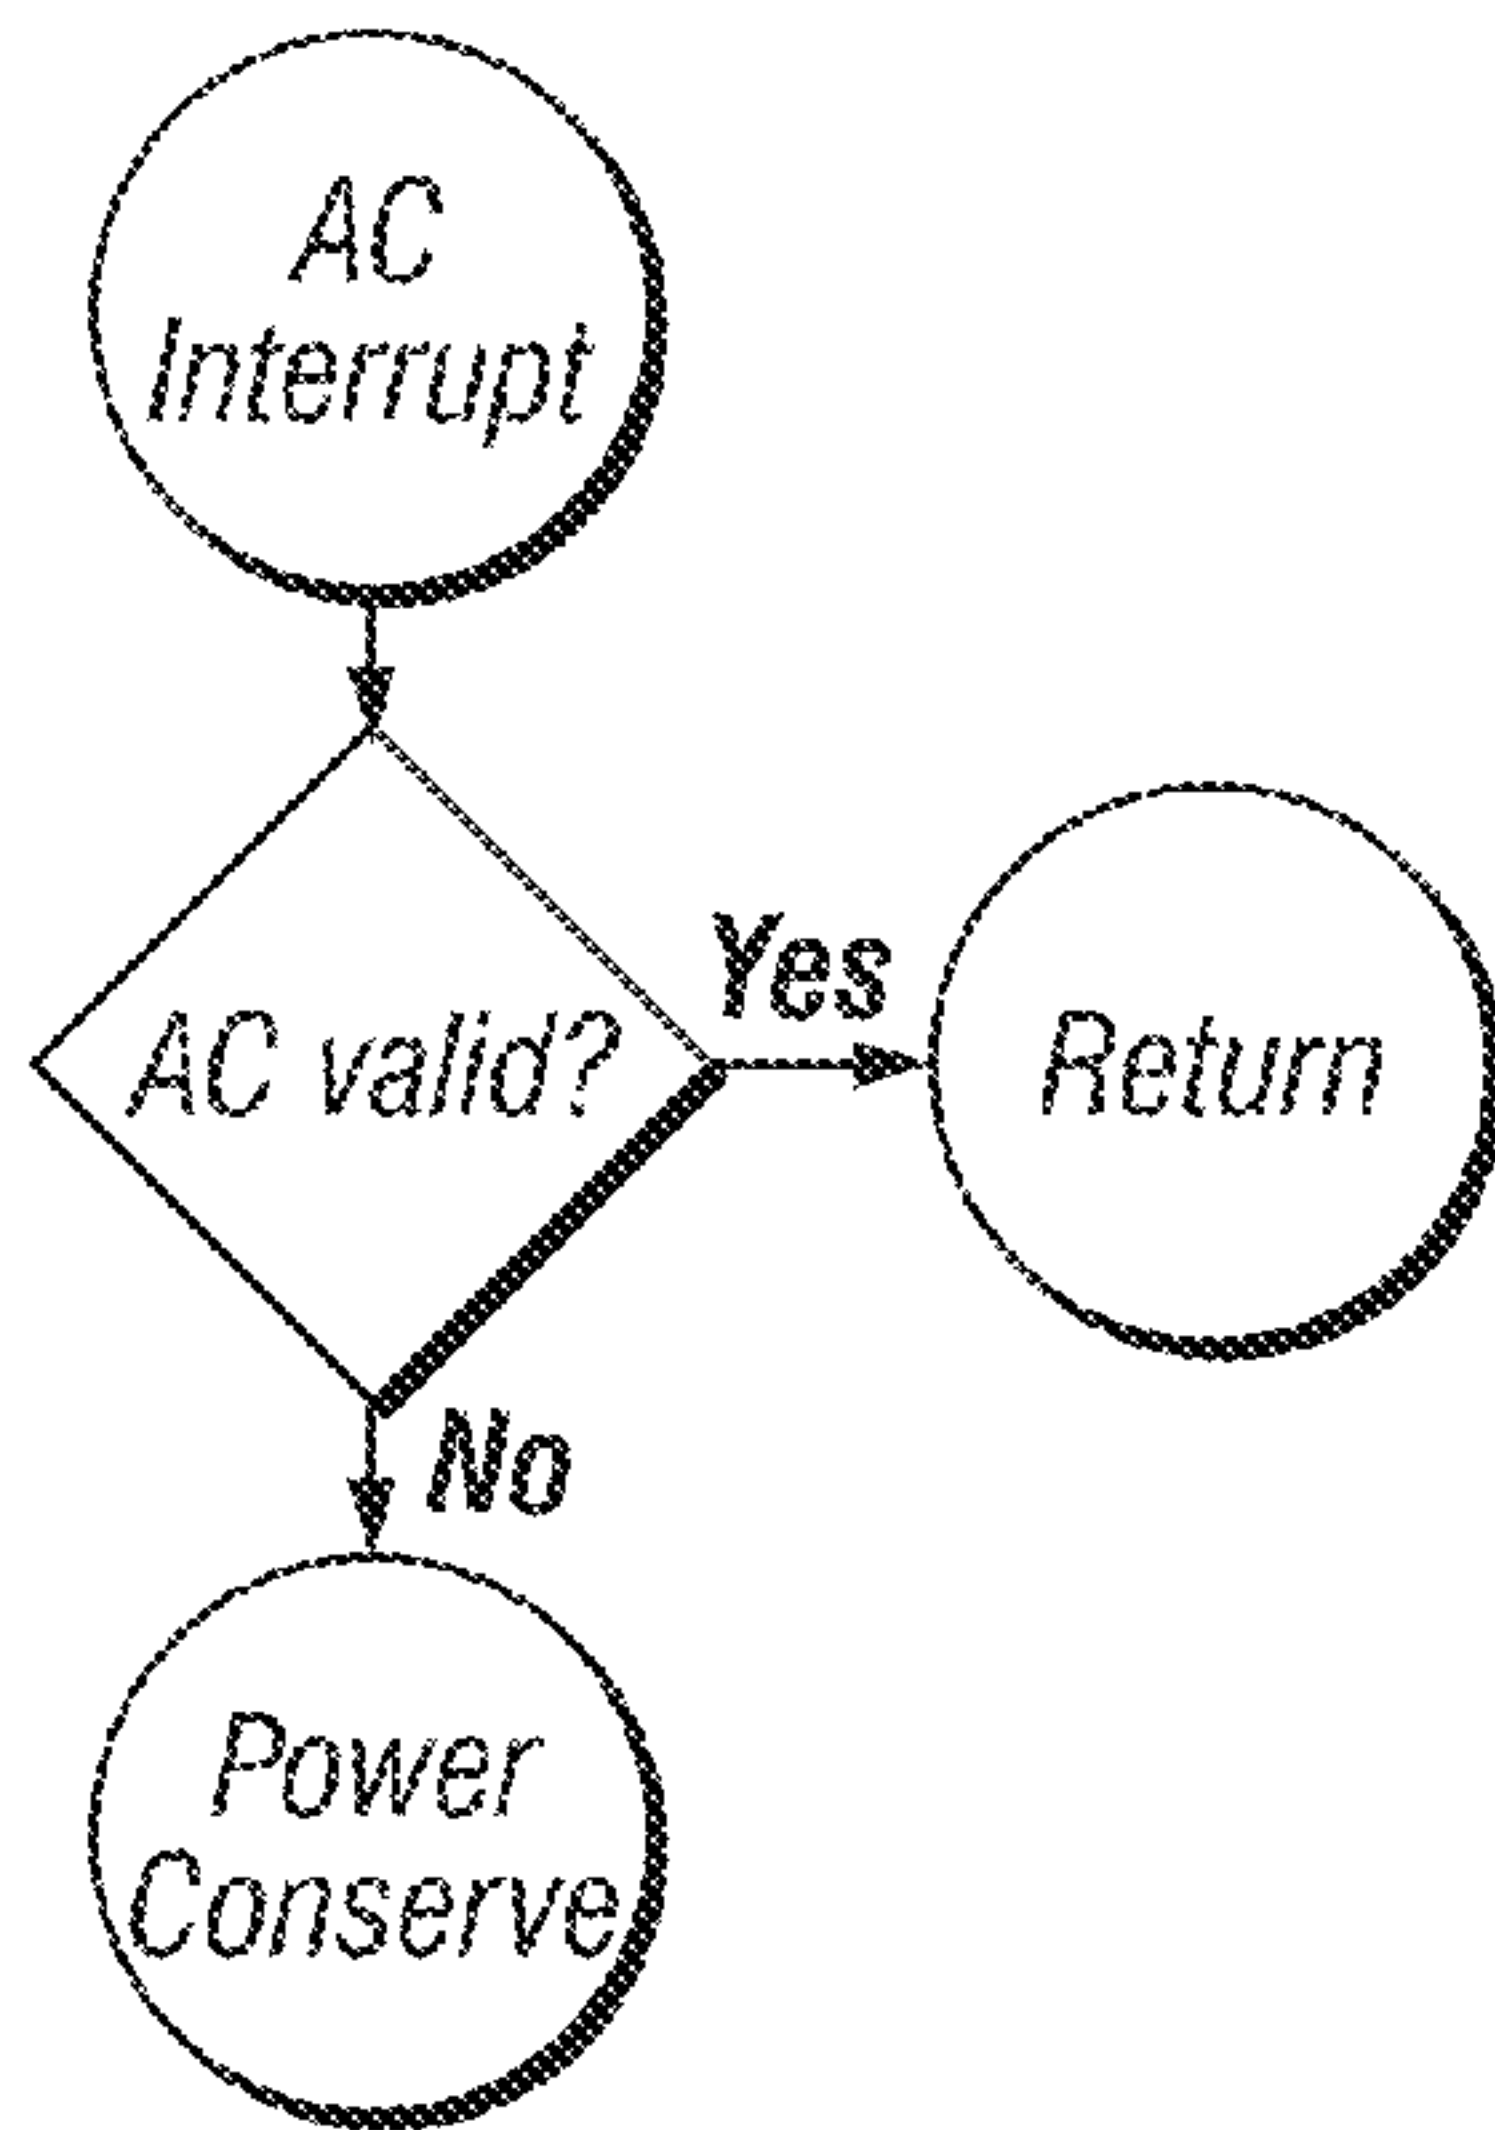 AC
Interrupt
AC valid?
Yes
Return
No
Power
Conserve